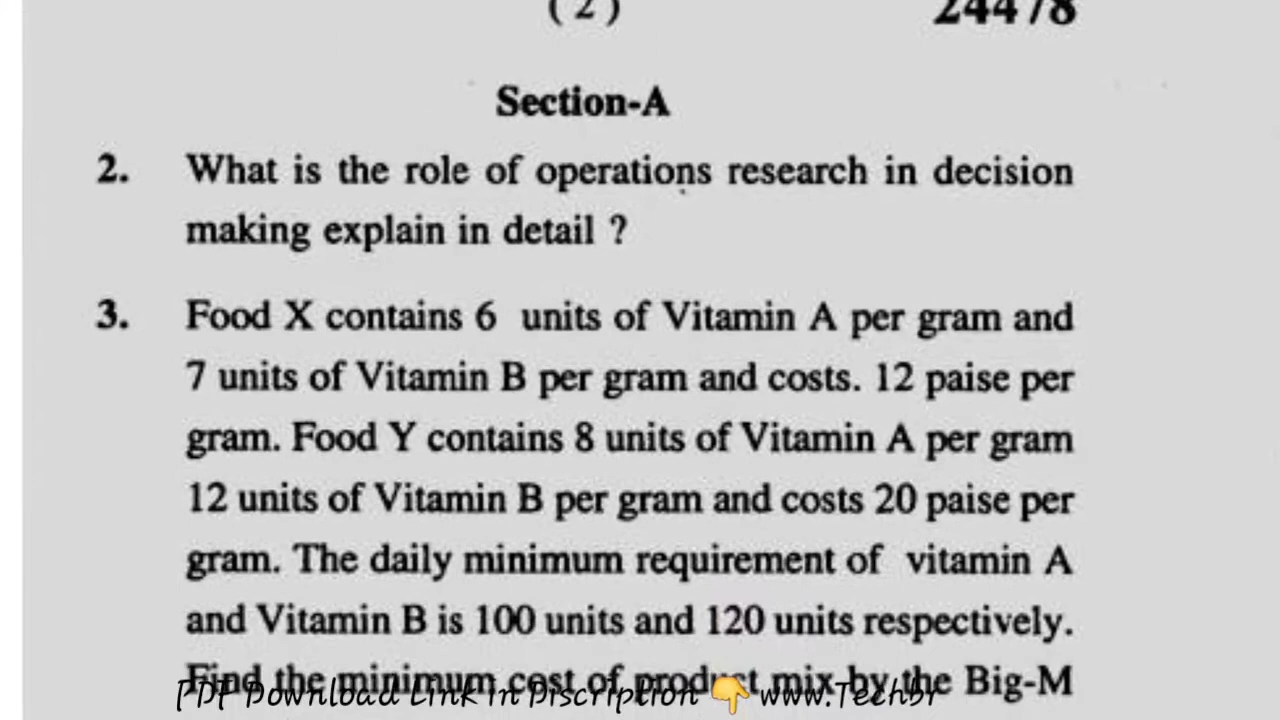 (2) 24478
Section-A
2. What is the role of operations research in decision
making explain in detail ?
3. Food X contains 6 units of Vitamin A per gram and
7 units of Vitamin B per gram and costs. 12 paise per
gram. Food Y contains 8 units of Vitamin A per gram
12 units of Vitamin B per gram and costs 20 paise per
gram. The daily minimum requirement of vitamin A
and Vitamin B is 100 units and 120 units respectively.
Find the minimum cost of product mix by the Big-M
PDF Download Link in Discription 👇 www.Techbr